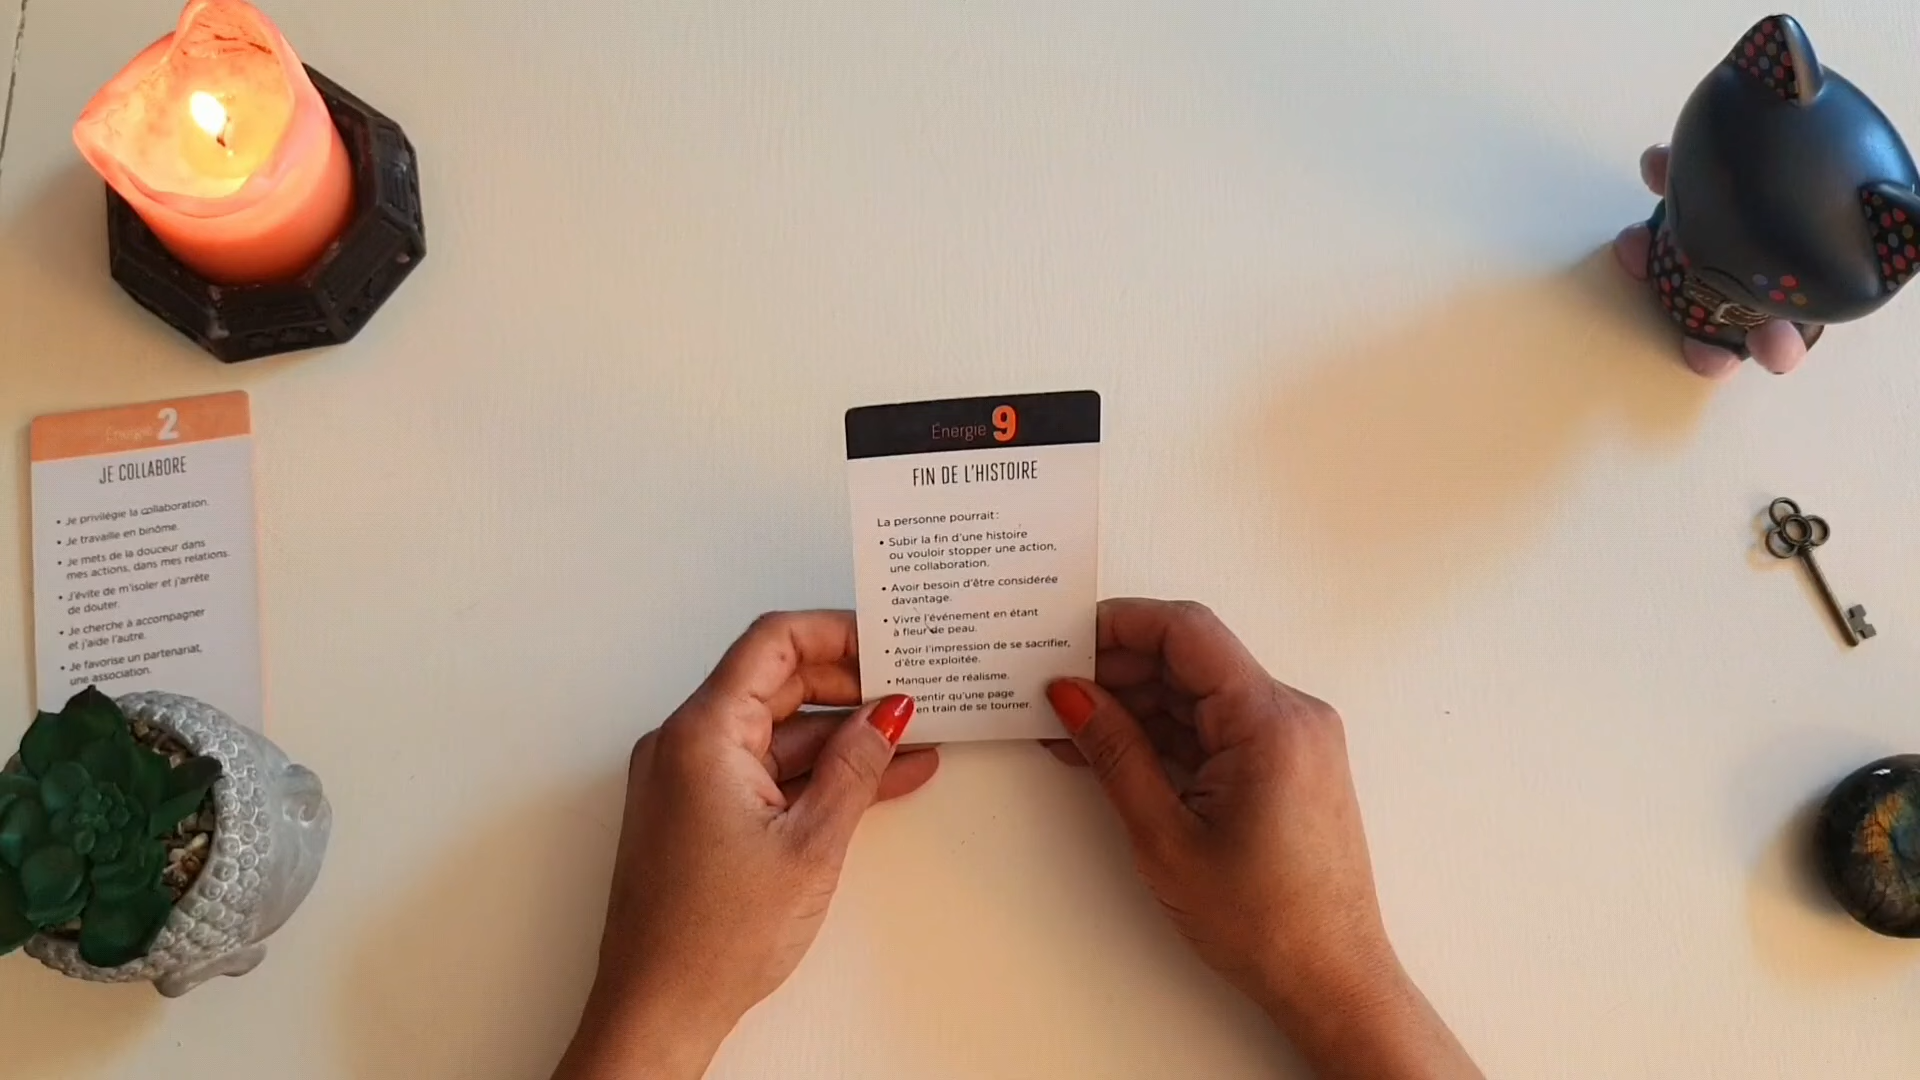 Énergie 2
JE COLLABORE
• Je privilégie la collaboration.
• Je travaille en binôme.
• Je mets de la douceur dans
mes actions, dans mes relations.
• J'évite de m'isoler et j'arrête
de douter.
• Je cherche à accompagner
et j'aide l'autre.
• Je favorise un partenariat,
une association.
Énergie 9
FIN DE L'HISTOIRE
La personne pourrait :
• Subir la fin d'une histoire
ou vouloir stopper une action,
une collaboration.
• Avoir besoin d'être considérée
davantage.
• Vivre l'événement en étant
à fleur de peau.
• Avoir l'impression de se sacrifier,
d'être exploitée.
• Manquer de réalisme.
qu'une page
en train de se tourner.